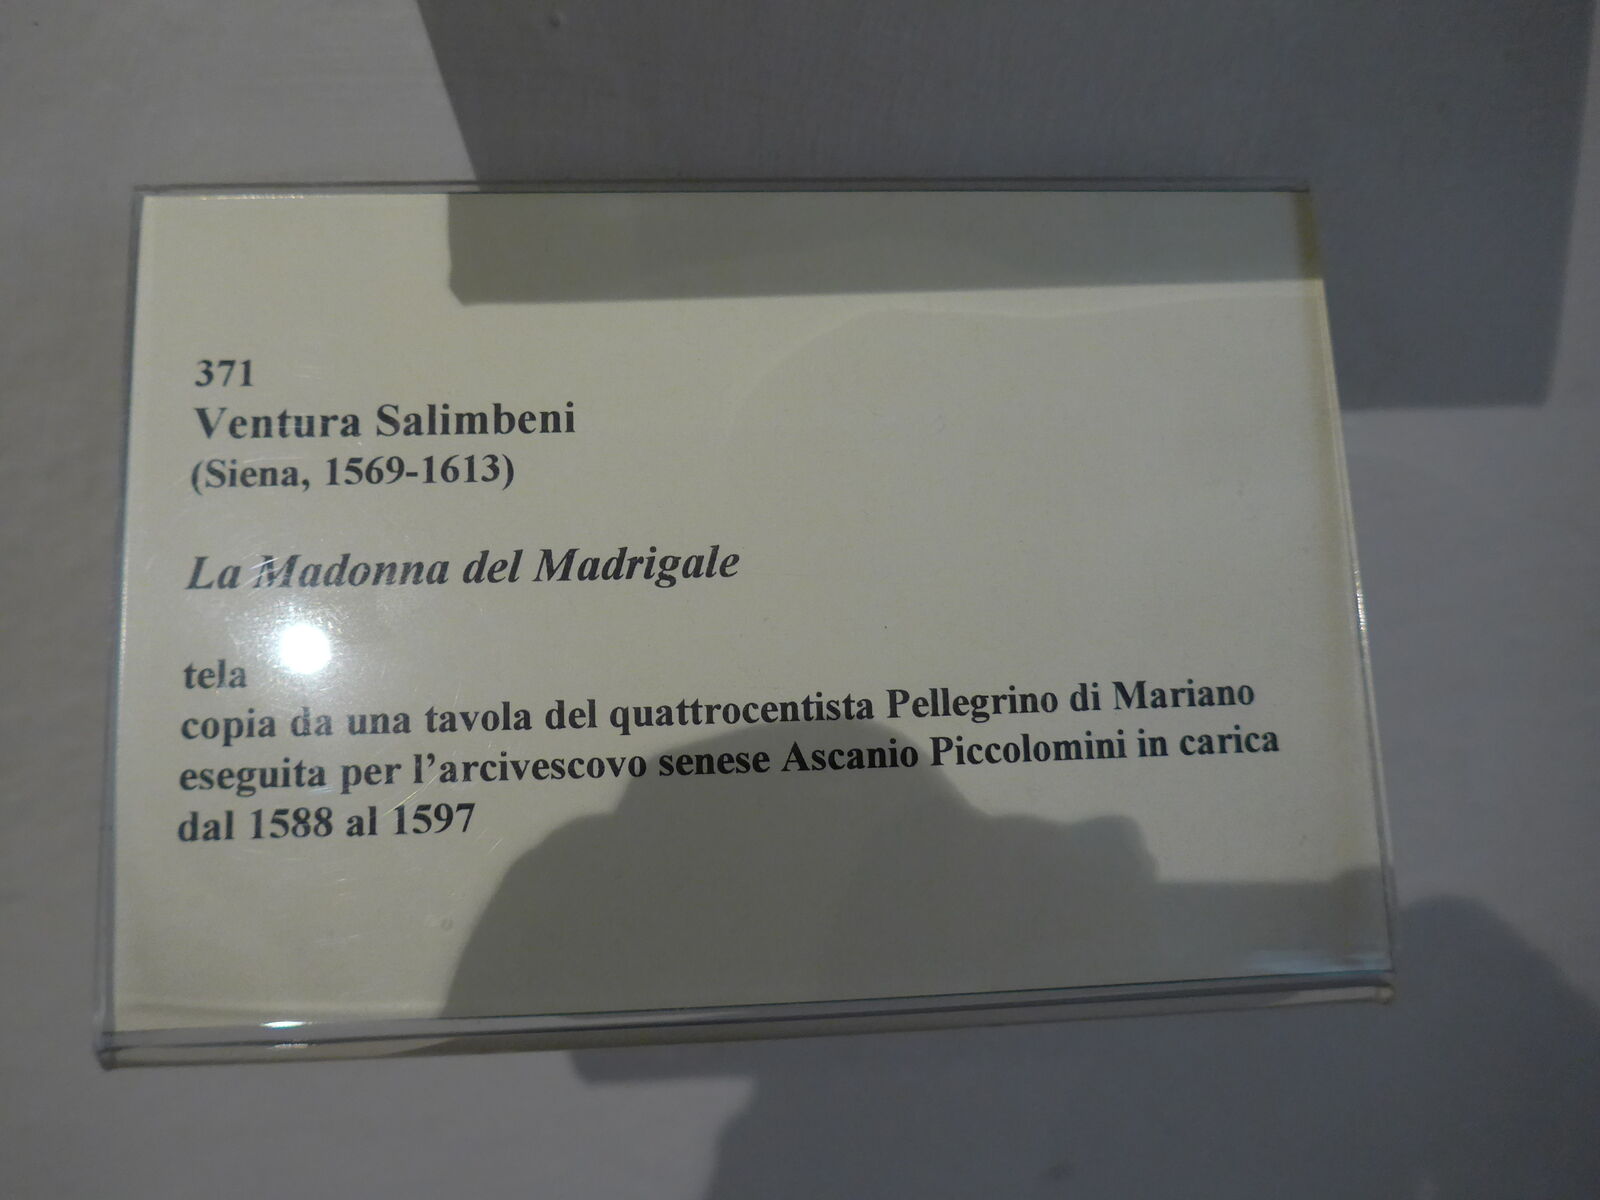 371
Ventura Salimbeni
(Siena, 1569-1613)
La Madonna del Madrigale
tela
copia da una tavola del quattrocentista Pellegrino di Mariano
eseguita per l’arcivescovo senese Ascanio Piccolomini in carica
dal 1588 al 1597